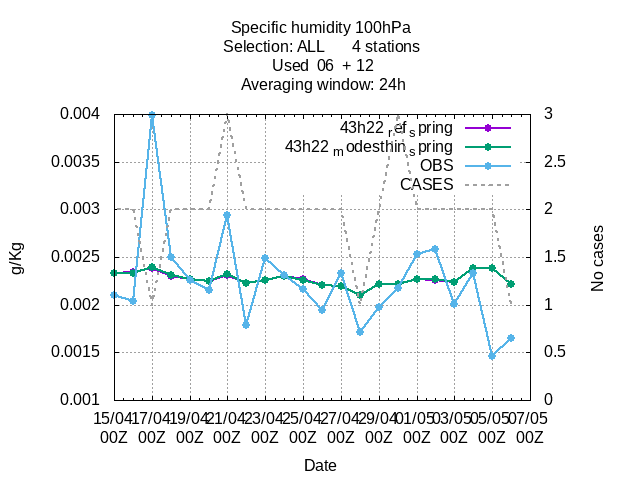 Specific humidity 100hPa
Selection: ALL 4 stations
Used 06 + 12
Averaging window: 24h
0.004
0.0035
0.003
0.0025
0.002
0.0015
0.001
g/Kg
3
2.5
2
1.5
1
0.5
0
No cases
43h22 ref spring
43h22 modesthin spring
OBS
CASES
15/04 17/04 19/04 21/04 23/04 25/04 27/04 29/04 01/05 03/05 05/05 07/05
00Z 00Z 00Z 00Z 00Z 00Z 00Z 00Z 00Z 00Z 00Z 00Z
Date